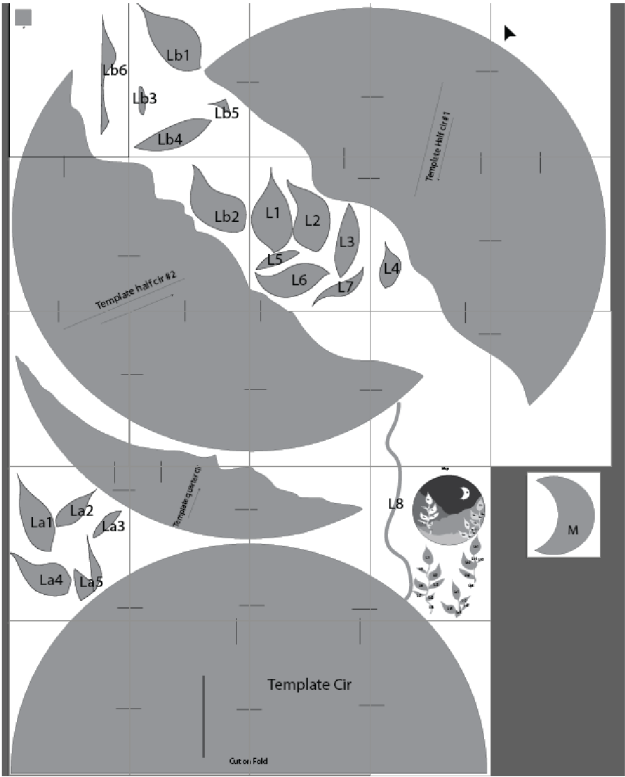 Lb1
Lb6
Lb3
Lb5
Lb4
Template Half cir #1
Lb2
L1
L2
L3
L4
L5
L6
L7
Template half cir #2
L8
La1
La2
La3
La4
La5
M
Template Cir
Cut on Fold